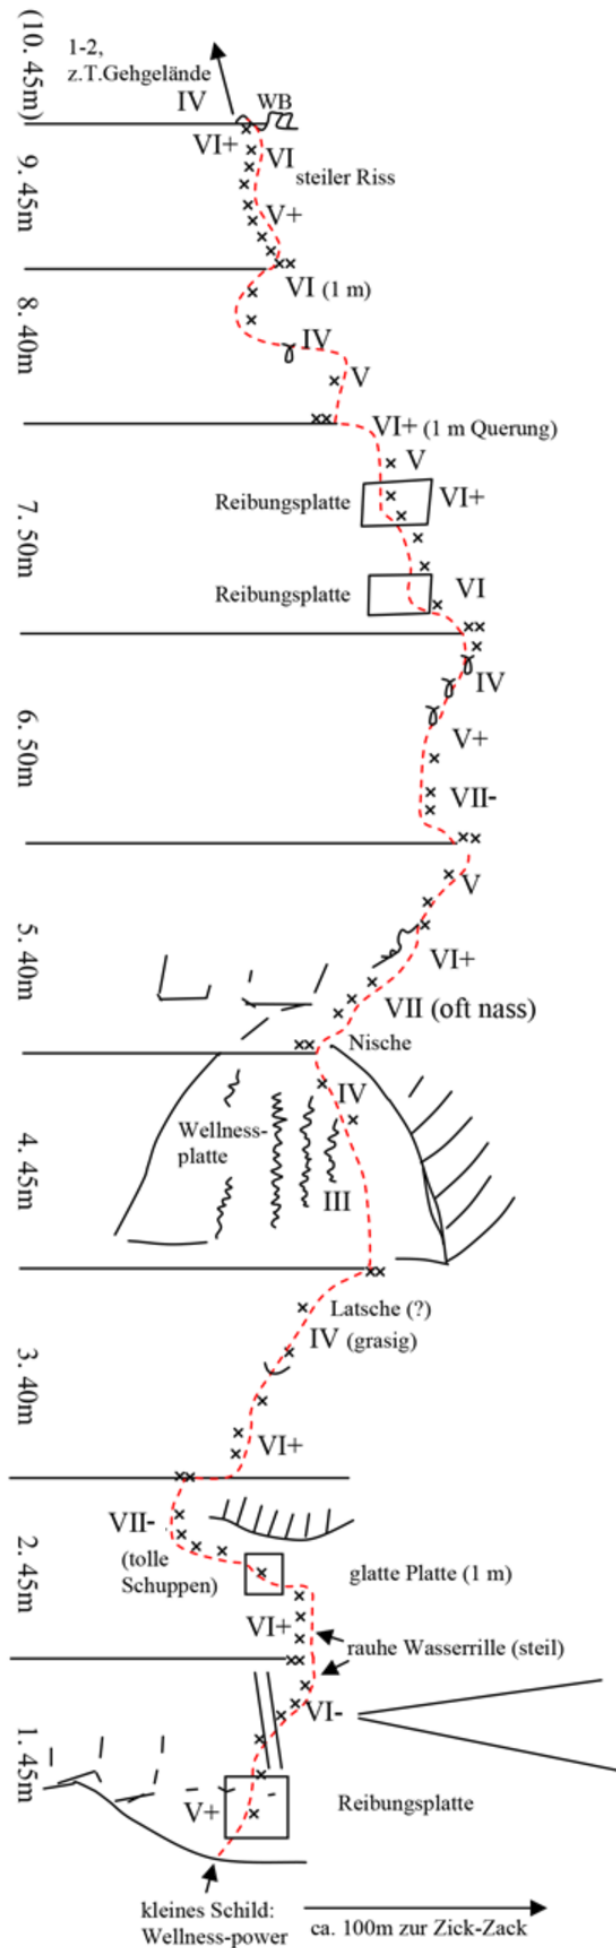 (10. 45m)
1-2,
z.T.Gehgelände
IV
WB
9. 45m
VI+
VI
steiler Riss
V+
8. 40m
VI (1 m)
IV
V
7. 50m
VI+ (1 m Querung)
V
Reibungsplatte
VI+
Reibungsplatte
VI
6. 50m
IV
V+
VII-
5. 40m
V
VI+
VII (oft nass)
Nische
4. 45m
IV
Wellness-
platte
III
3. 40m
Latsche (?)
IV (grasig)
VI+
2. 45m
VII-
(tolle
Schuppen)
glatte Platte (1 m)
VI+
rauhe Wasserrille (steil)
1. 45m
VI-
V+
Reibungsplatte
kleines Schild:
Wellness-power
ca. 100m zur Zick-Zack